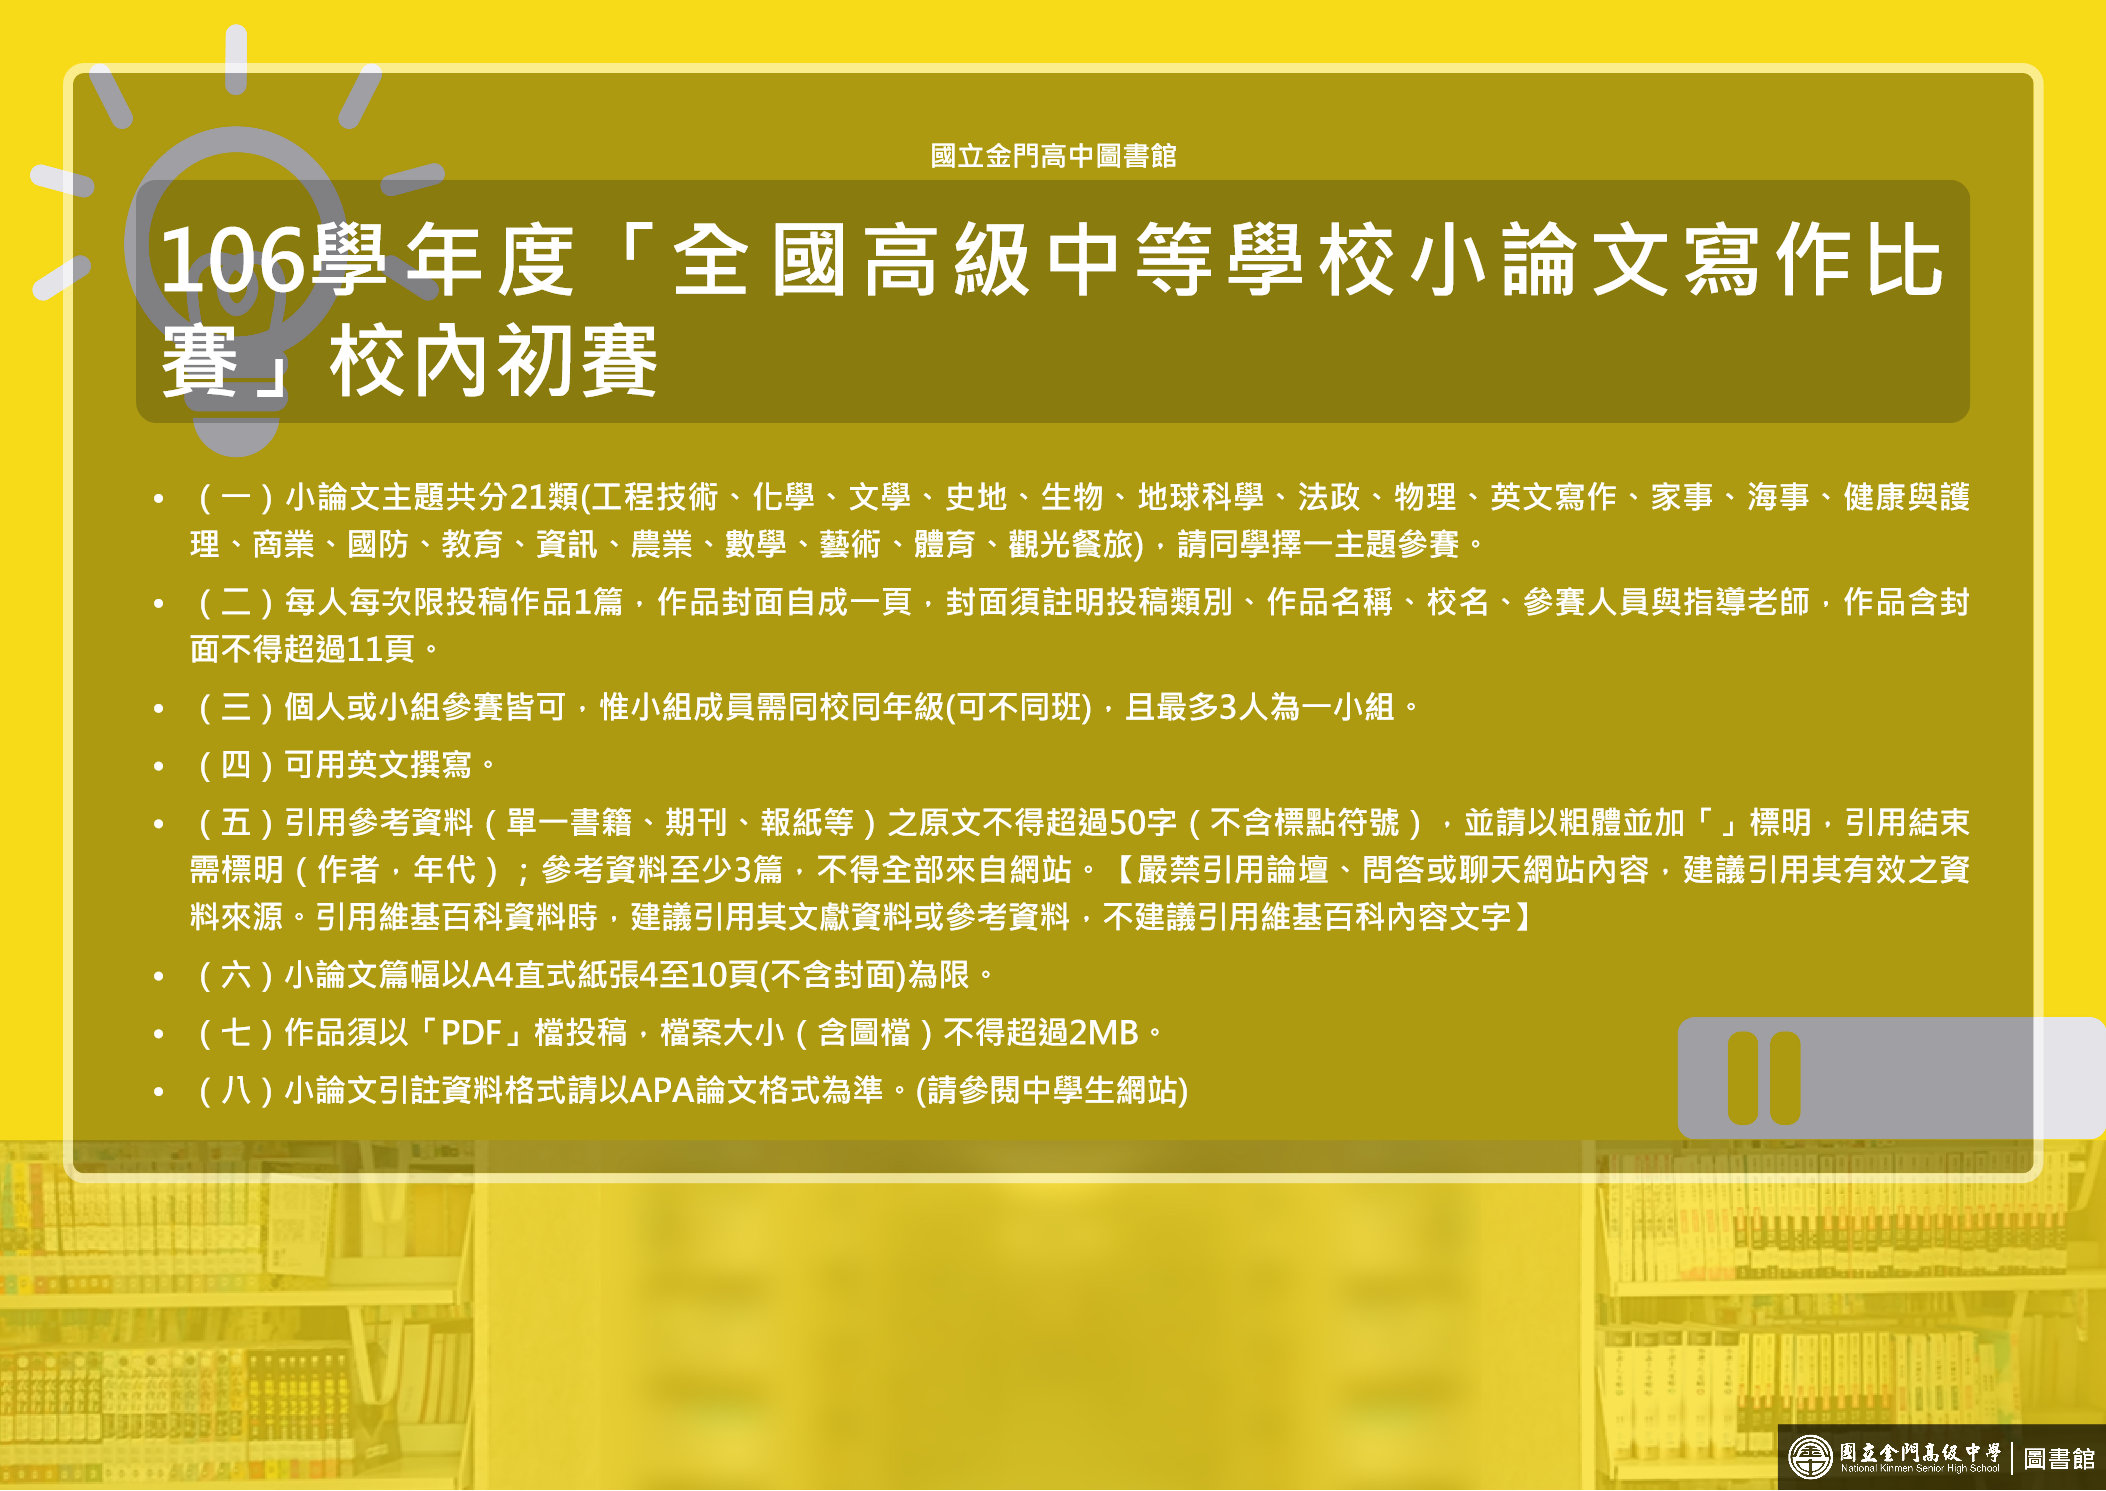 國立金門高中圖書館
106學年度「全國高級中等學校小論文寫作比
賽」校內初賽
• （一）小論文主題共分21類(工程技術、化學、文學、史地、生物、地球科學、法政、物理、英文寫作、家事、海事、健康與護
理、商業、國防、教育、資訊、農業、數學、藝術、體育、觀光餐旅)，請同學擇一主題參賽。
• （二）每人每次限投稿作品1篇，作品封面自成一頁，封面須註明投稿類別、作品名稱、校名、參賽人員與指導老師，作品含封
面不得超過11頁。
• （三）個人或小組參賽皆可，惟小組成員需同校同年級(可不同班)，且最多3人為一小組。
• （四）可用英文撰寫。
• （五）引用參考資料（單一書籍、期刊、報紙等）之原文不得超過50字（不含標點符號），並請以粗體並加「」標明，引用結束
需標明（作者，年代）；參考資料至少3篇，不得全部來自網站。【嚴禁引用論壇、問答或聊天網站內容，建議引用其有效之資
料來源。引用維基百科資料時，建議引用其文獻資料或參考資料，不建議引用維基百科內容文字】
• （六）小論文篇幅以A4直式紙張4至10頁(不含封面)為限。
• （七）作品須以「PDF」檔投稿，檔案大小（含圖檔）不得超過2MB。
• （八）小論文引註資料格式請以APA論文格式為準。(請參閱中學生網站)
國立金門高級中學
National Kinmen Senior High School
圖書館